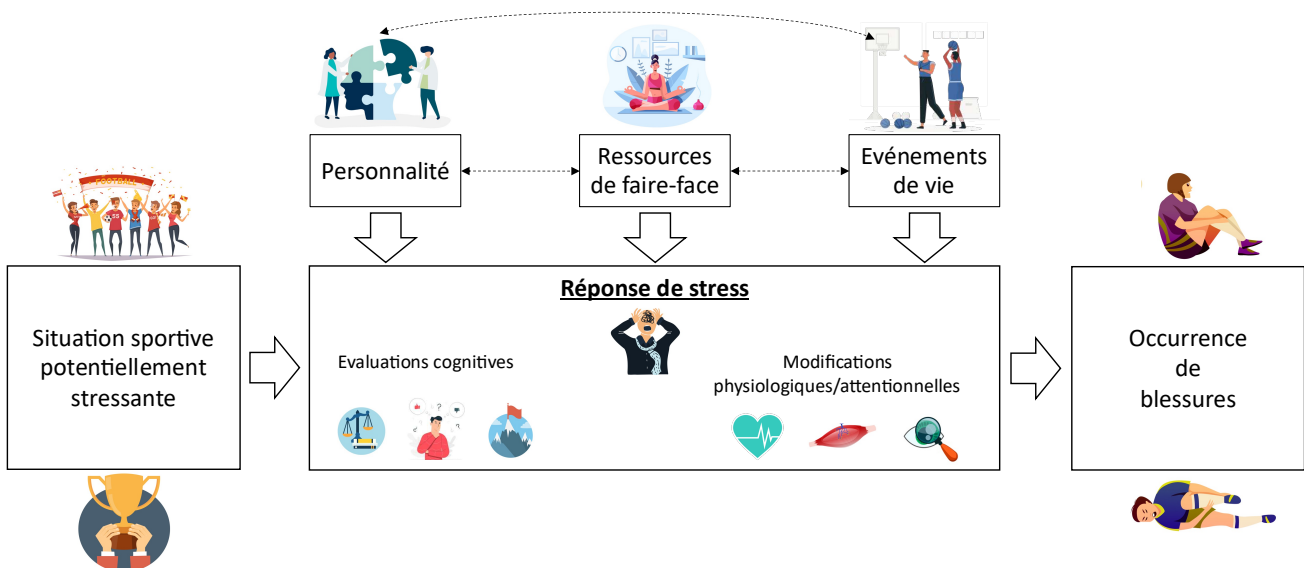 Personnalité
Ressources
de faire-face
Evénements
de vie
FOOTBALL
Situation sportive
potentiellement
stressante
Réponse de stress
Evaluations cognitives
Modifications
physiologiques/attentionnelles
Occurrence
de
blessures